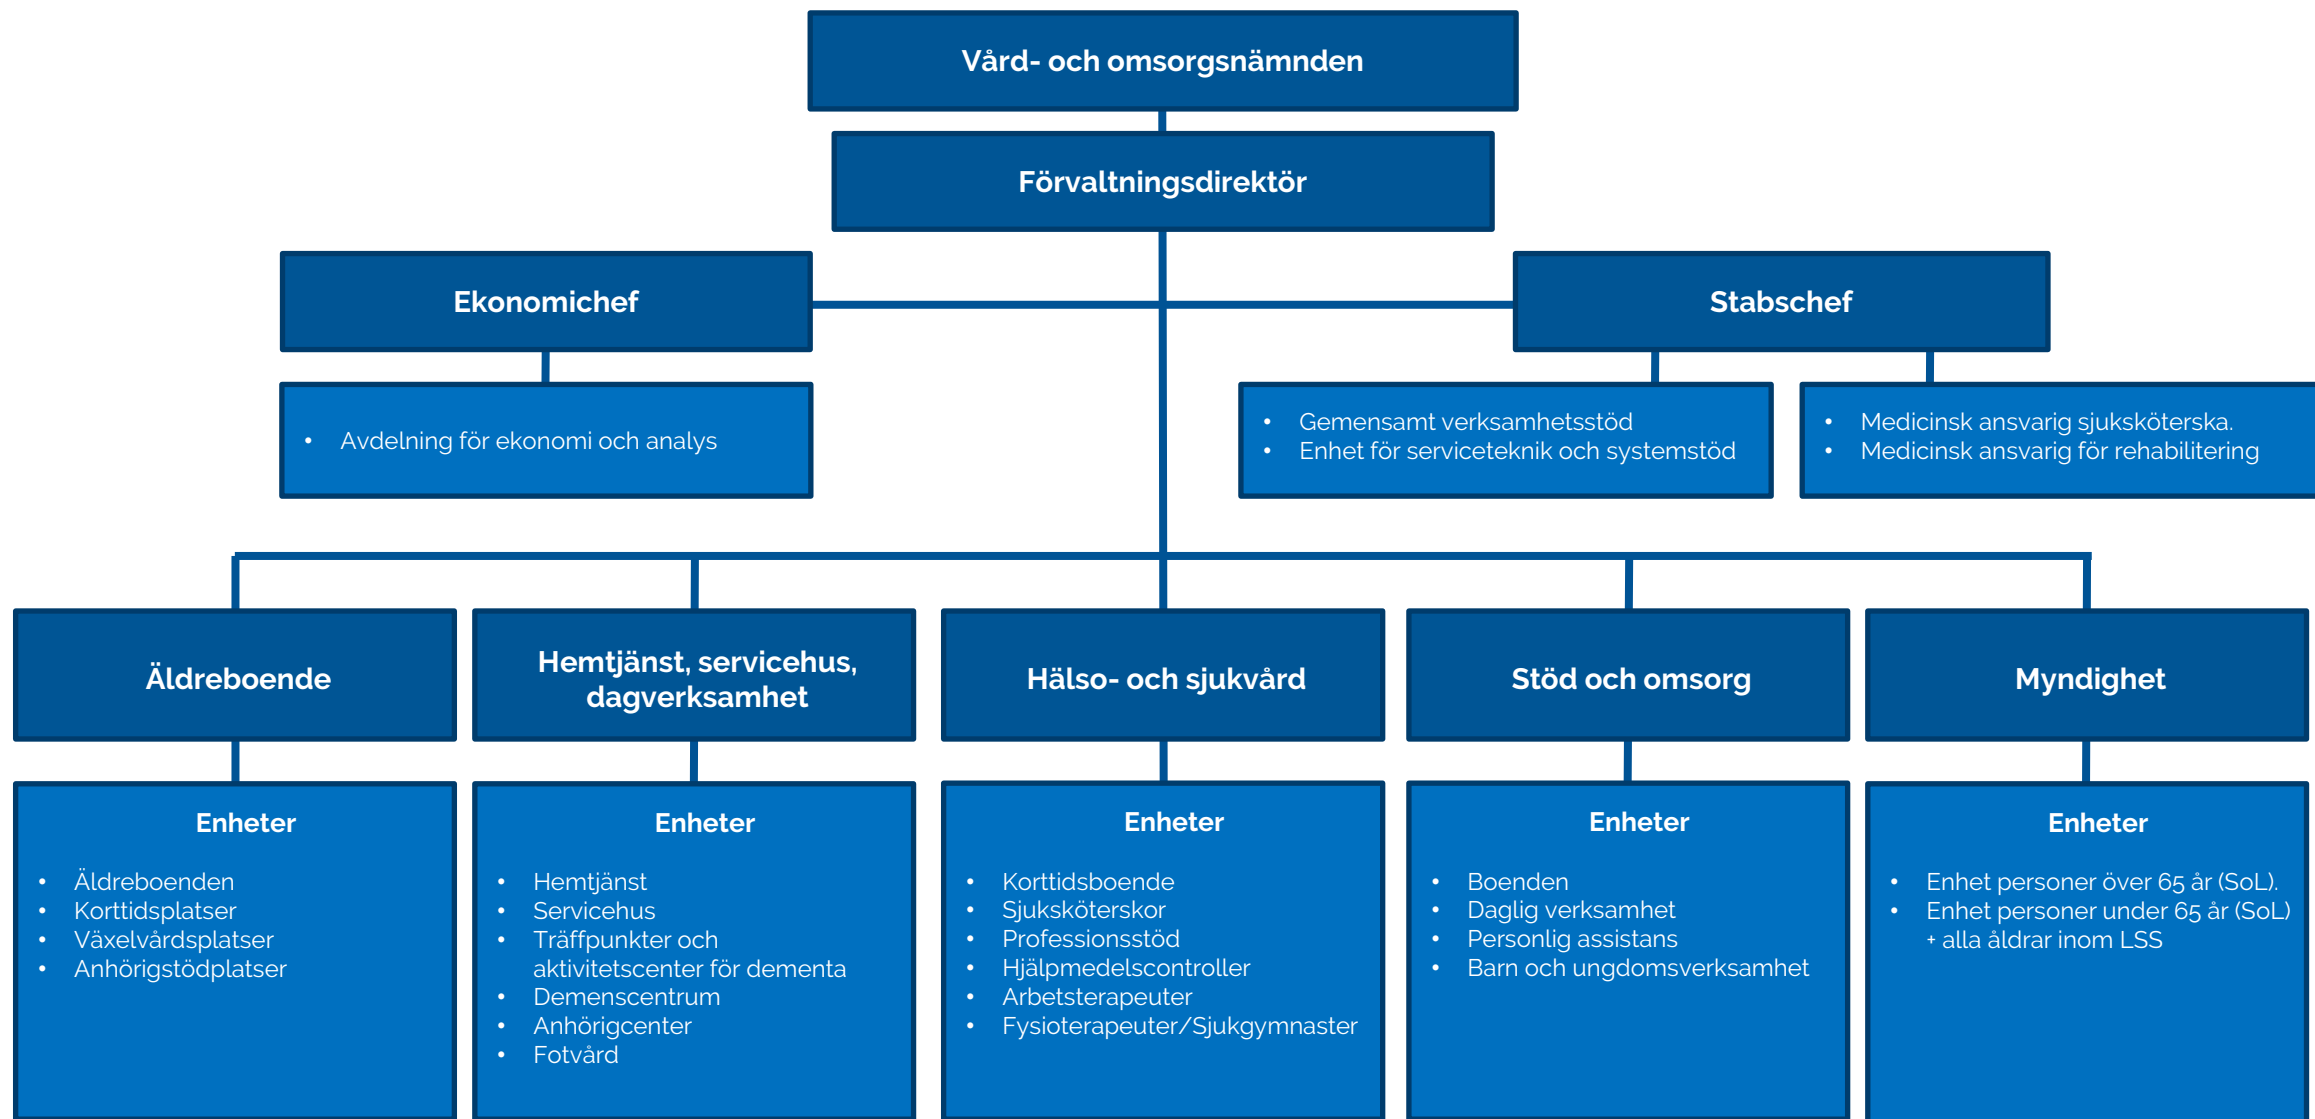 Vård- och omsorgsnämnden
Förvaltningsdirektör
Ekonomichef
Stabschef
• Avdelning för ekonomi och analys
• Gemensamt verksamhetsstöd
• Enhet för serviceteknik och systemstöd
• Medicinsk ansvarig sjuksköterska.
• Medicinsk ansvarig för rehabilitering
Äldreboende
Hemtjänst, servicehus,
dagverksamhet
Hälso- och sjukvård
Stöd och omsorg
Myndighet
Enheter
• Äldreboenden
• Korttidsplatser
• Växelvårdsplatser
• Anhörigstödplatser
Enheter
• Hemtjänst
• Servicehus
• Träffpunkter och
aktivitetscenter för dementa
• Demenscentrum
• Anhörigcenter
• Fotvård
Enheter
• Korttidsboende
• Sjuksköterskor
• Professionsstöd
• Hjälpmedelscontroller
• Arbetsterapeuter
• Fysioterapeuter/Sjukgymnaster
Enheter
• Boenden
• Daglig verksamhet
• Personlig assistans
• Barn och ungdomsverksamhet
Enheter
• Enhet personer över 65 år (SoL).
• Enhet personer under 65 år (SoL)
+ alla åldrar inom LSS